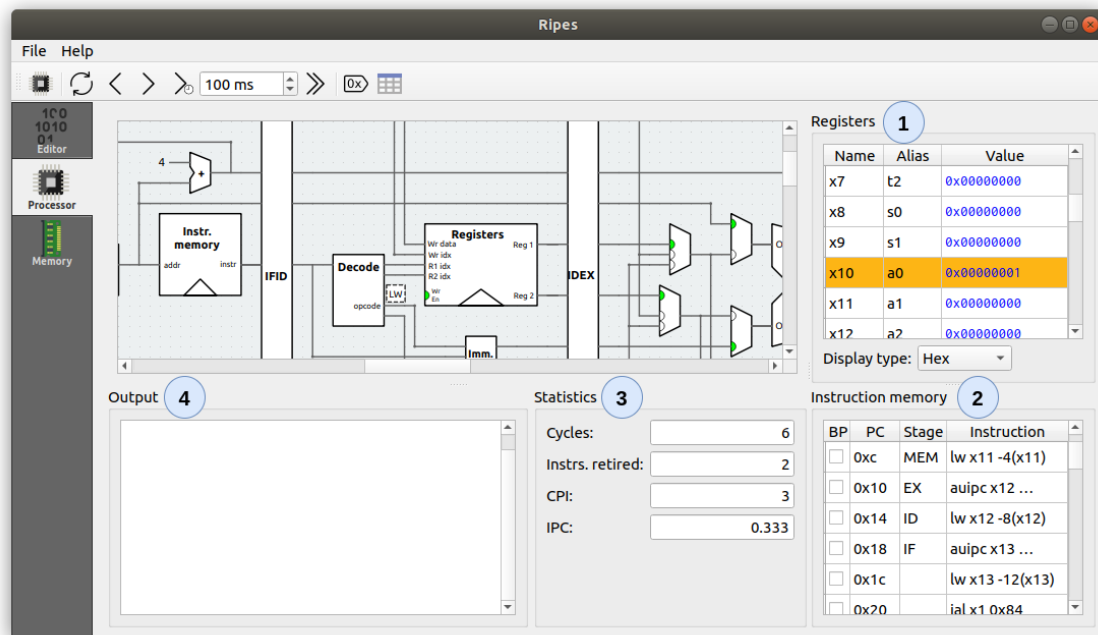 Ripes
File Help
100 ms
0x
Editor
Processor
Memory
4
+
Instr.
memory
addr
instr
IFID
Decode
opcode
LW
Registers
Wr data
Wr idx
R1 idx
R2 idx
Wr
En
Reg 1
Reg 2
Imm.
IDEX
Registers 1
Name Alias Value
x7 t2 0x00000000
x8 s0 0x00000000
x9 s1 0x00000000
x10 a0 0x00000001
x11 a1 0x00000000
x12 a2 0x00000000
Display type: Hex
Output 4
Statistics 3
Cycles: 6
Instrs. retired: 2
CPI: 3
IPC: 0.333
Instruction memory 2
BP PC Stage Instruction
0xc MEM lw x11 -4(x11)
0x10 EX auipc x12 ...
0x14 ID lw x12 -8(x12)
0x18 IF auipc x13 ...
0x1c lw x13 -12(x13)
0x20 jal x1 0x84